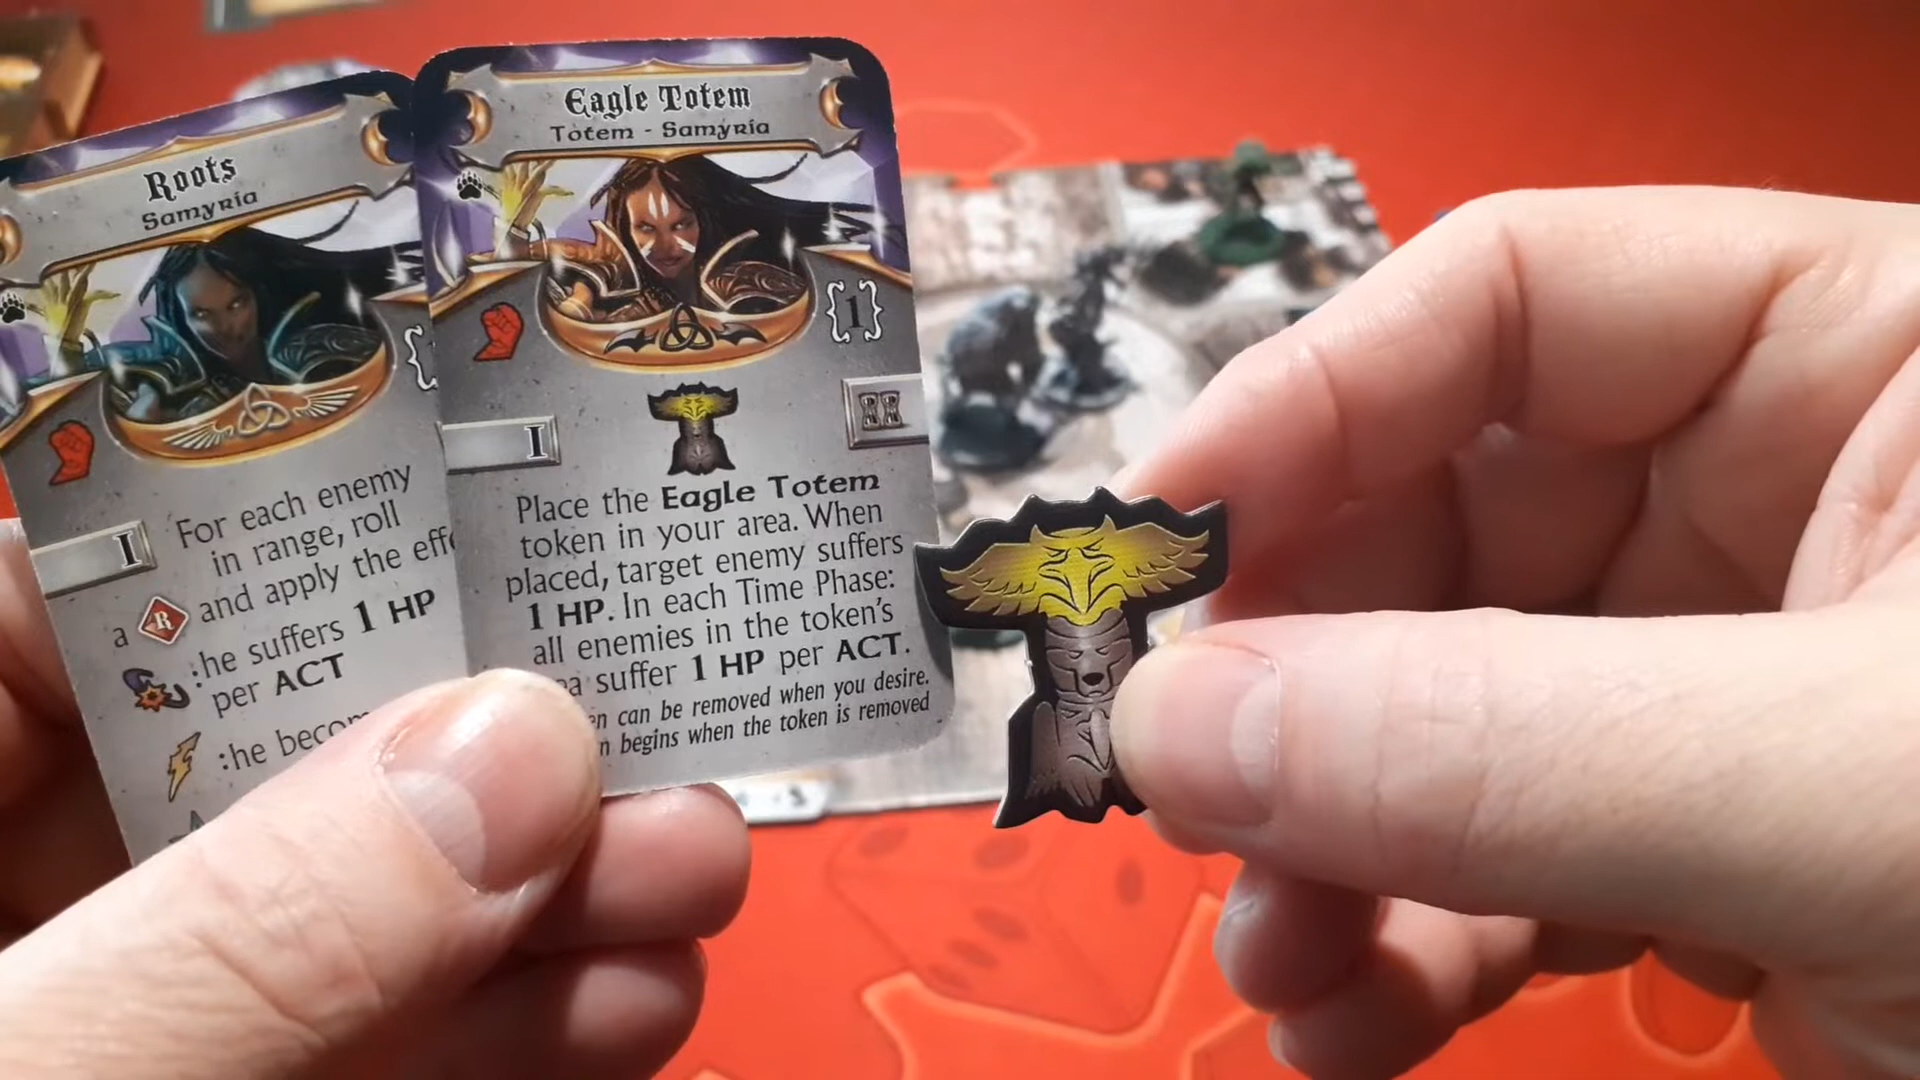 Roots
Samyria
I
For each enemy
in range, roll
a R and apply the
:he suffers 1 HP
per ACT
:he
Eagle Totem
Totem - Samyria
{1}
I
Place the Eagle Totem
token in your area. When
placed, target enemy suffers
1 HP. In each Time Phase:
all enemies in the token's
suffer 1 HP per ACT.
can be removed when you desire.
begins when the token is removed